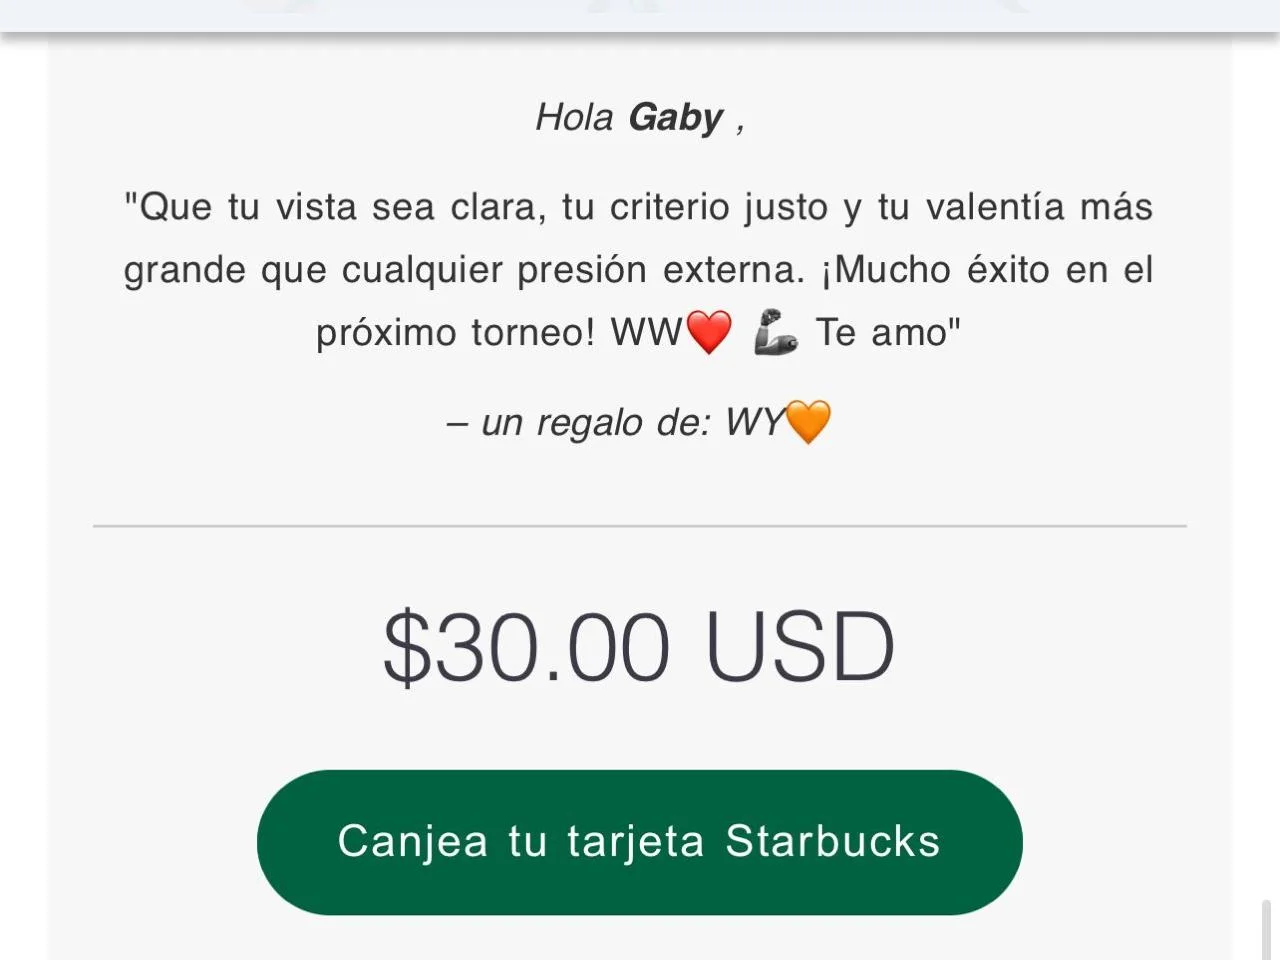 Hola Gaby ,
"Que tu vista sea clara, tu criterio justo y tu valentía más
grande que cualquier presión externa. ¡Mucho éxito en el
próximo torneo! WW❤️ 🦾 Te amo"
– un regalo de: WY🧡
$30.00 USD
Canjea tu tarjeta Starbucks